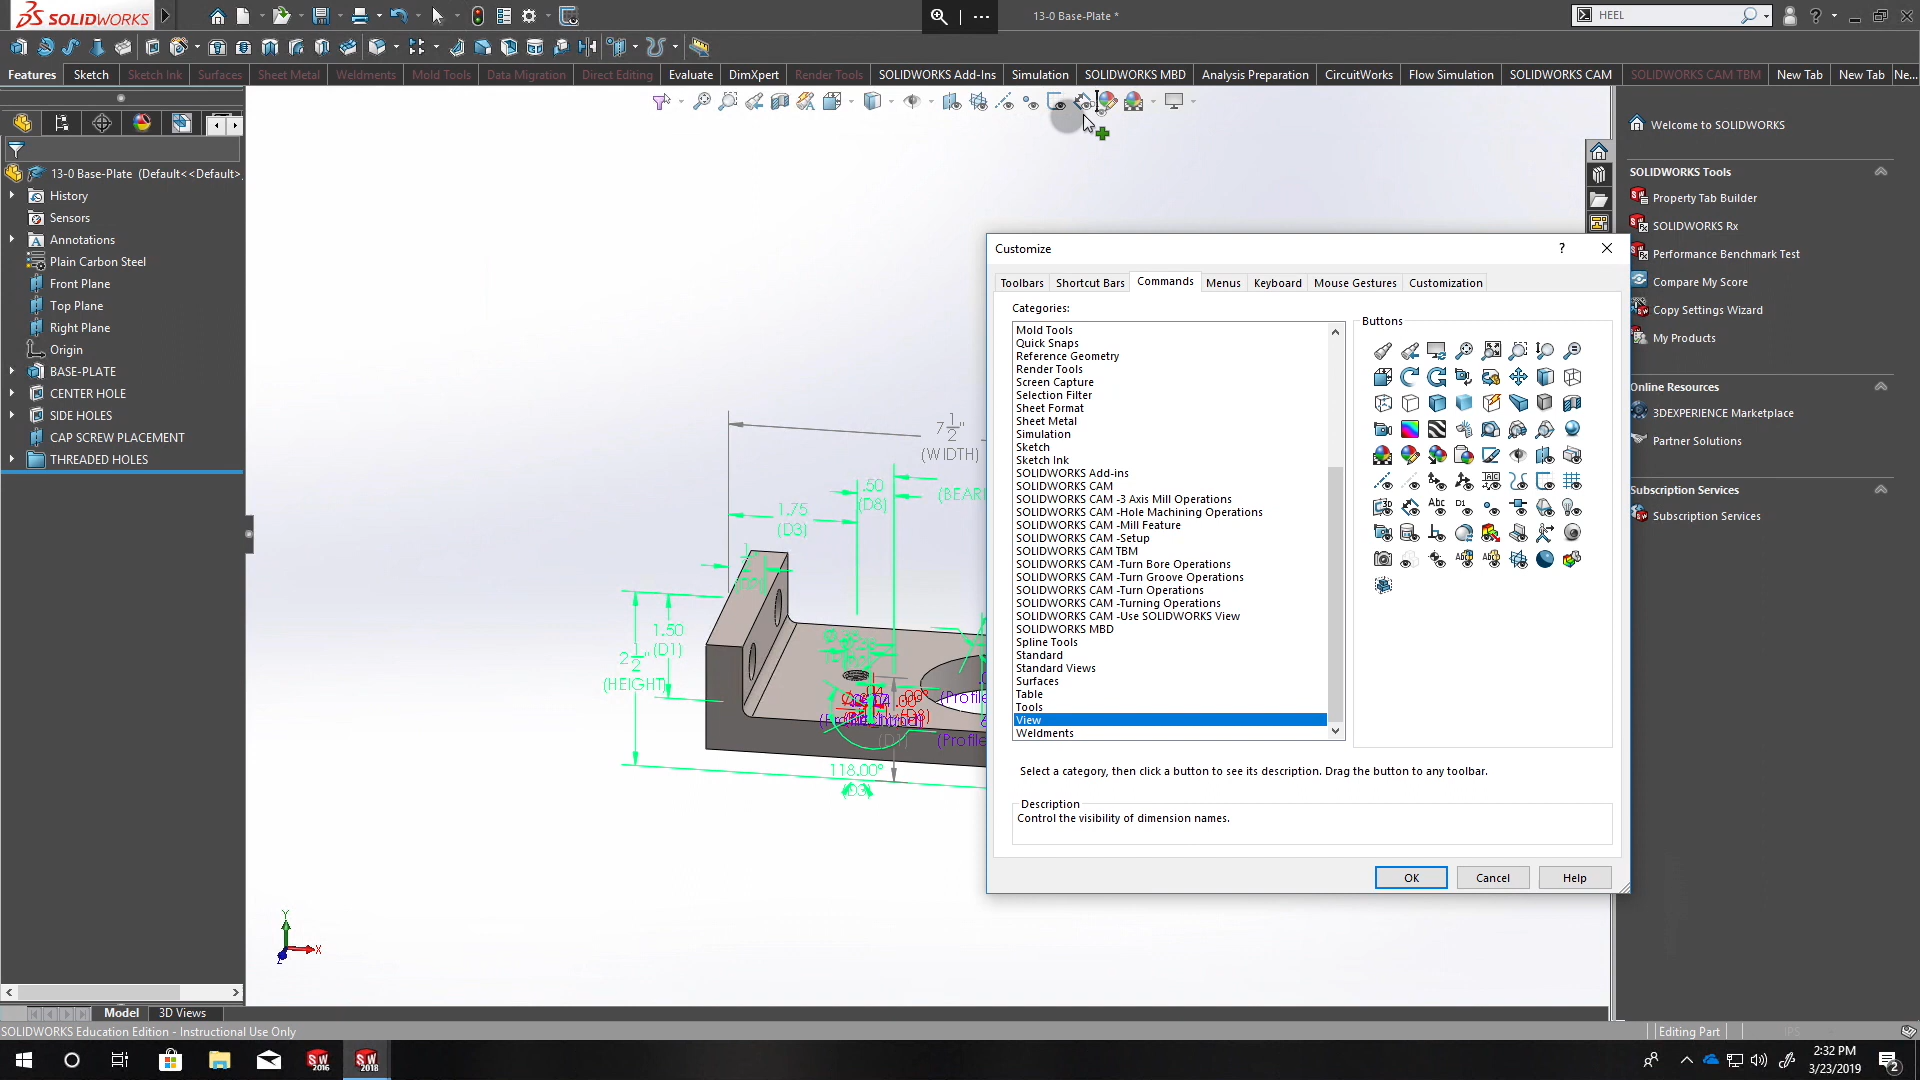 SOLIDWORKS
13-0 Base-Plate *
HEEL
Features Sketch Sketch Ink Surfaces Sheet Metal Weldments Mold Tools Data Migration Direct Editing Evaluate DimXpert Render Tools SOLIDWORKS Add-Ins Simulation SOLIDWORKS MBD Analysis Preparation CircuitWorks Flow Simulation SOLIDWORKS CAM SOLIDWORKS CAM TBM New Tab New Tab Ne...
13-0 Base-Plate (Default<<Default>
History
Sensors
Annotations
Plain Carbon Steel
Front Plane
Top Plane
Right Plane
Origin
BASE-PLATE
CENTER HOLE
SIDE HOLES
CAP SCREW PLACEMENT
THREADED HOLES
7 1/2"
(WIDTH)
.50
(D8)
(BEAR
1.75
(D3)
1.50
(D1)
2 1/2"
(HEIGHT)
(D1)
(Profile
118.00°
(D3)
Customize
Toolbars Shortcut Bars Commands Menus Keyboard Mouse Gestures Customization
Categories:
Buttons
Mold Tools
Quick Snaps
Reference Geometry
Render Tools
Screen Capture
Selection Filter
Sheet Format
Sheet Metal
Simulation
Sketch
Sketch Ink
SOLIDWORKS Add-ins
SOLIDWORKS CAM
SOLIDWORKS CAM -3 Axis Mill Operations
SOLIDWORKS CAM -Hole Machining Operations
SOLIDWORKS CAM -Mill Feature
SOLIDWORKS CAM -Setup
SOLIDWORKS CAM TBM
SOLIDWORKS CAM -Turn Bore Operations
SOLIDWORKS CAM -Turn Groove Operations
SOLIDWORKS CAM -Turn Operations
SOLIDWORKS CAM -Turning Operations
SOLIDWORKS CAM -Use SOLIDWORKS View
SOLIDWORKS MBD
Spline Tools
Standard
Standard Views
Surfaces
Table
Tools
View
Weldments
Select a category, then click a button to see its description. Drag the button to any toolbar.
Description
Control the visibility of dimension names.
OK Cancel Help
Welcome to SOLIDWORKS
SOLIDWORKS Tools
Property Tab Builder
SOLIDWORKS Rx
Performance Benchmark Test
Compare My Score
Copy Settings Wizard
My Products
Online Resources
3DEXPERIENCE Marketplace
Partner Solutions
Subscription Services
Subscription Services
Y
X
Z
Model 3D Views
SOLIDWORKS Education Edition - Instructional Use Only
Editing Part
IPS
2:32 PM
3/23/2019
2